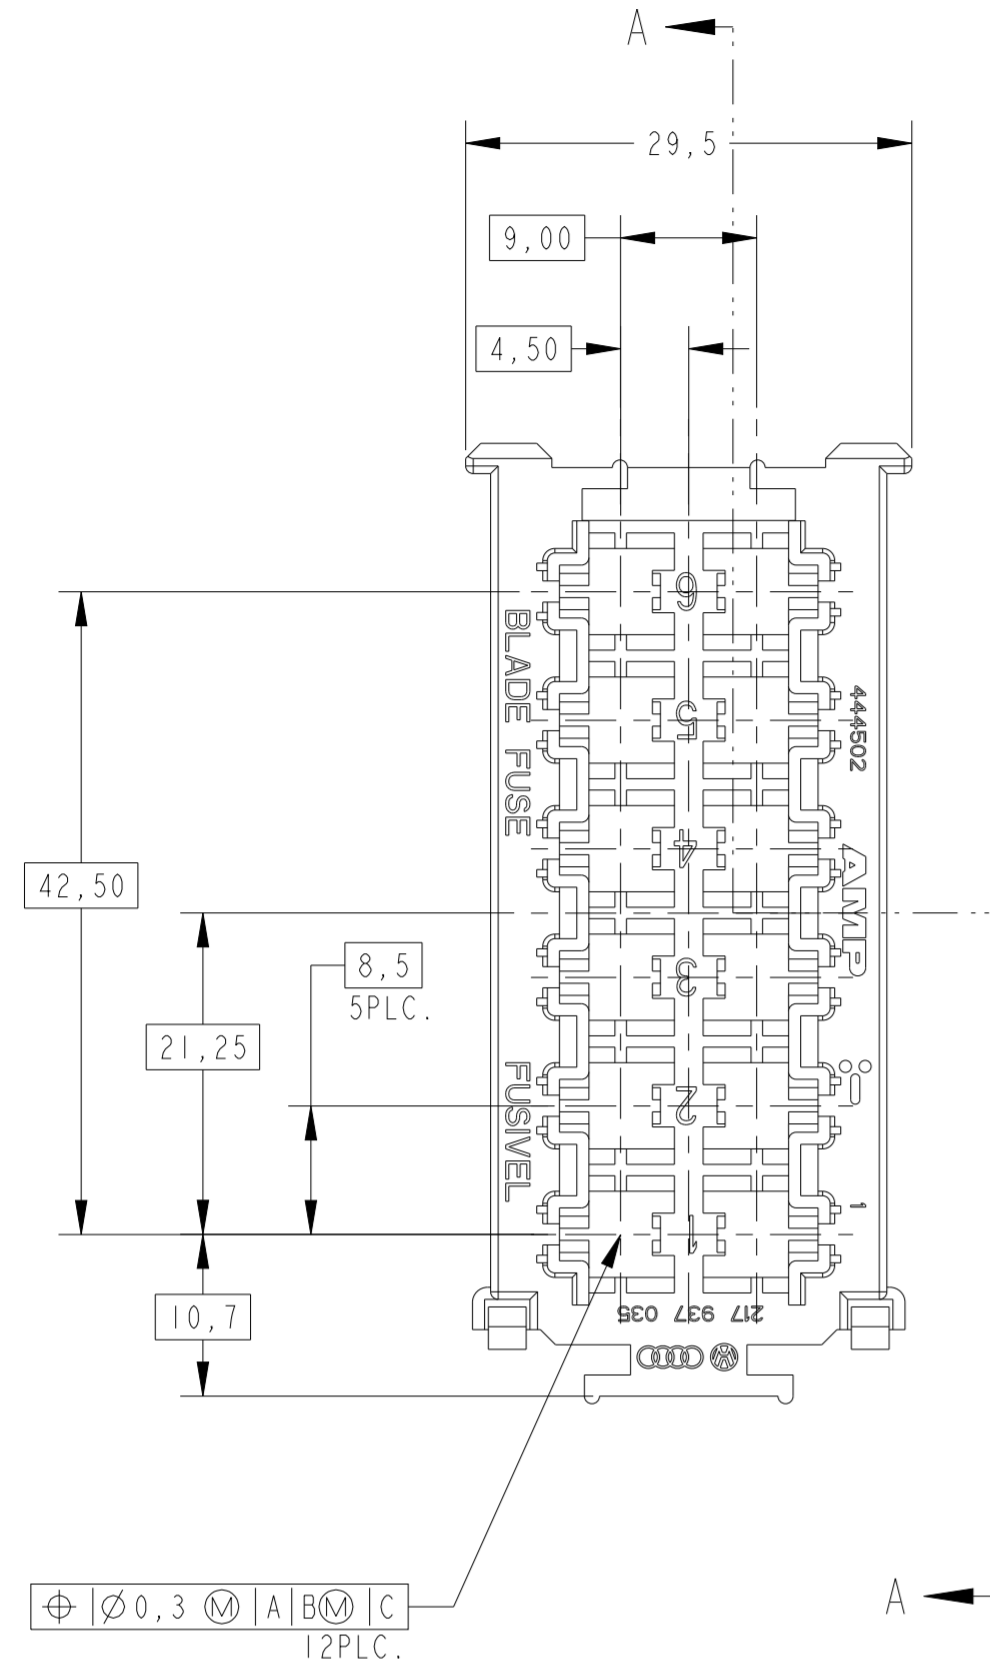 A
29,5
9,00
4,50
6
BLADE FUSE
5
444502
4
AMP
42,50
8,5
5PLC.
3
21,25
FUSIVEL
2
1
1
10,7
217 937 035
⌖ Ø0,3 Ⓜ A BⓂ C
12PLC.
A